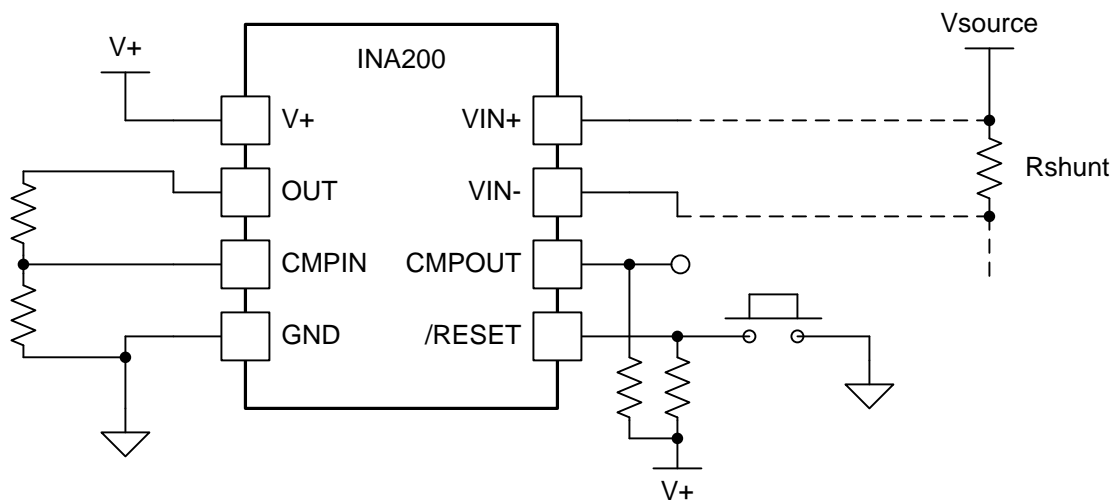 Vsource
V+
INA200
V+
VIN+
OUT
VIN-
Rshunt
CMPIN
CMPOUT
GND
/RESET
V+